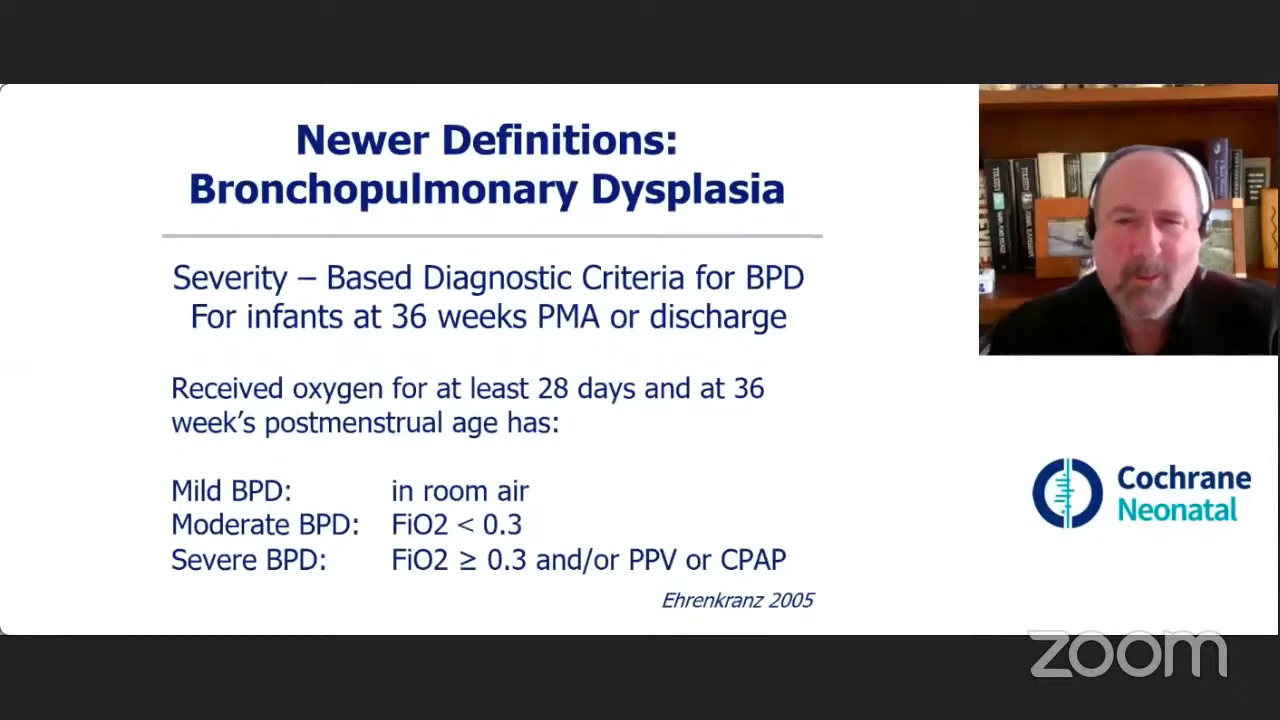 Newer Definitions:
Bronchopulmonary Dysplasia
Severity – Based Diagnostic Criteria for BPD
For infants at 36 weeks PMA or discharge
Received oxygen for at least 28 days and at 36
week’s postmenstrual age has:
Mild BPD: in room air
Moderate BPD: FiO2 < 0.3
Severe BPD: FiO2 ≥ 0.3 and/or PPV or CPAP
Ehrenkranz 2005
Cochrane
Neonatal
zoom